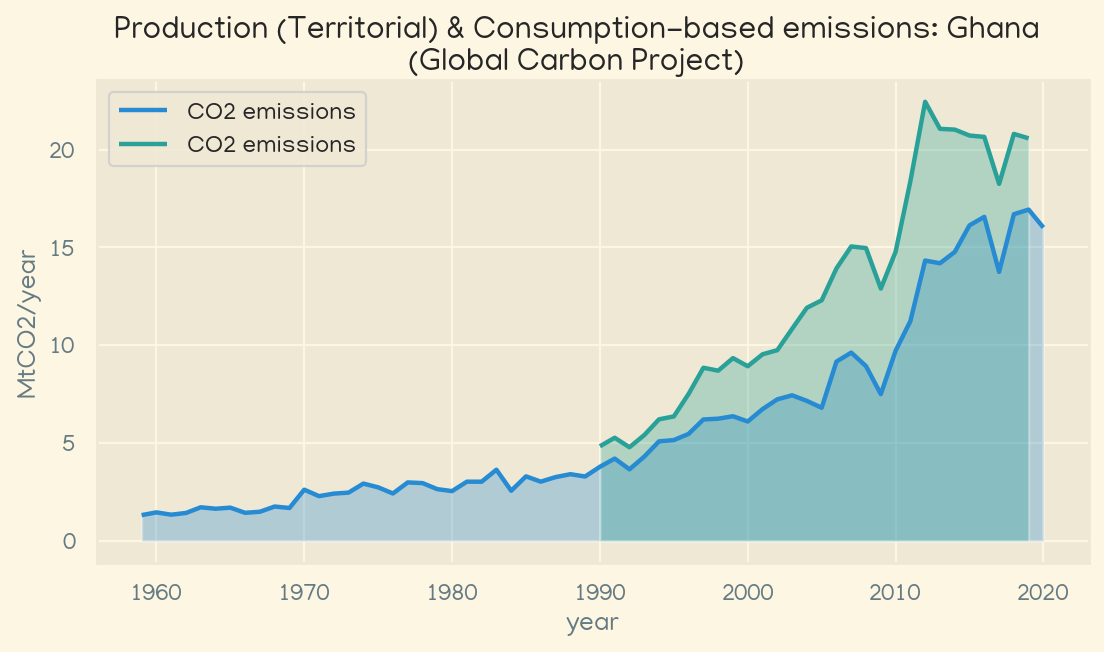 Production (Territorial) & Consumption-based emissions: Ghana
(Global Carbon Project)
CO2 emissions
CO2 emissions
MtCO2/year
20
15
10
5
0
1960 1970 1980 1990 2000 2010 2020
year